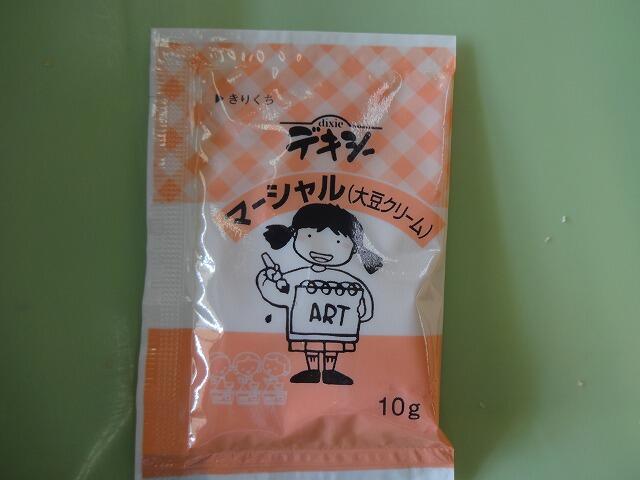 ▶きりくち
dixie
デキシー
マーシャル(大豆クリーム)
ART
10g